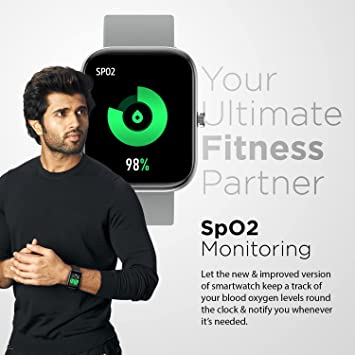 SPO2
98%
Your
Ultimate
Fitness
Partner
SpO2
Monitoring
Let the new & improved version
of smartwatch keep a track of
your blood oxygen levels round
the clock & notify you whenever
it's needed.